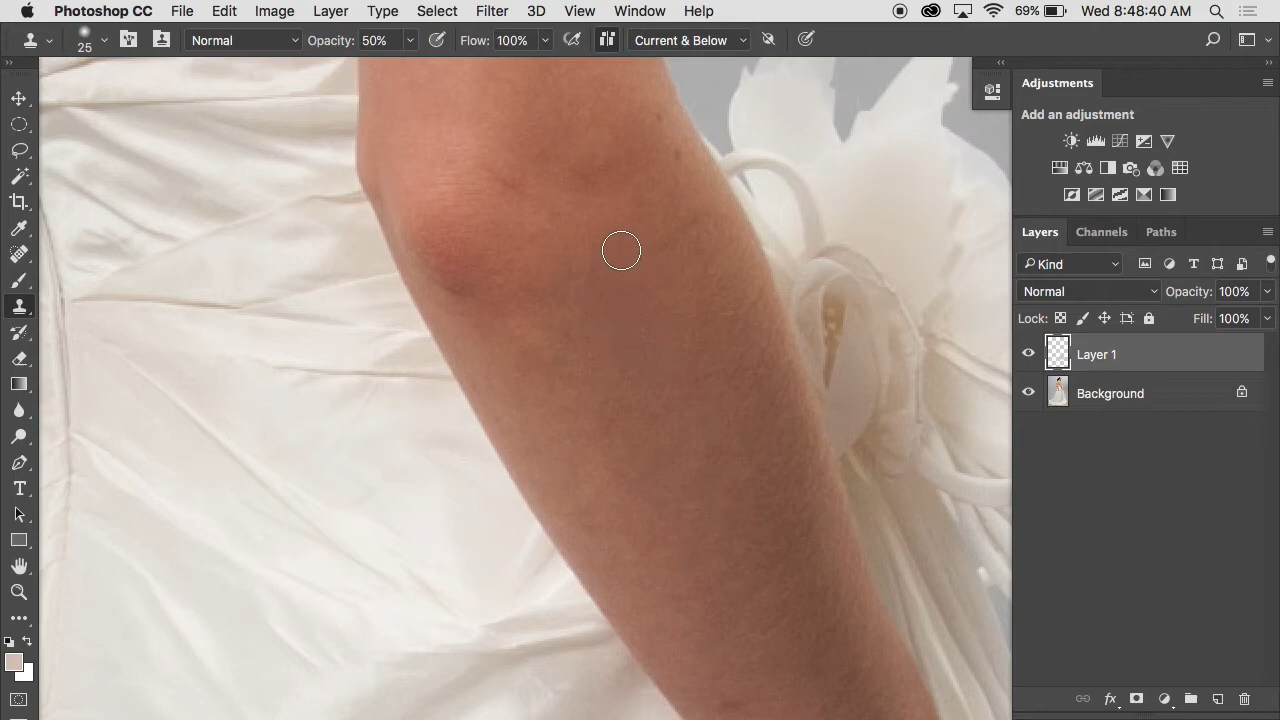 Photoshop CC File Edit Image Layer Type Select Filter 3D View Window Help 69% Wed 8:48:40 AM
25 Normal Opacity: 50% Flow: 100% Current & Below
Adjustments
Add an adjustment
Layers Channels Paths
Kind
Normal Opacity: 100%
Lock: Fill: 100%
Layer 1
Background